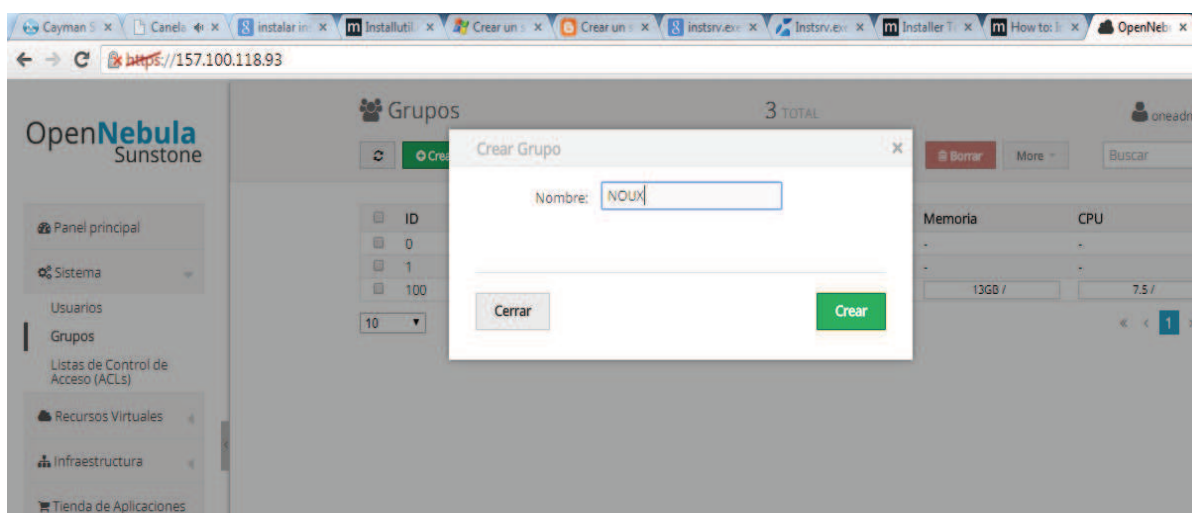 Cayman S
Canela
instalar in
Installutil
Crear un s
Crear un s
instsrv.exe
Instsrv.ex
Installer T
How to: I
OpenNeb
https://157.100.118.93
OpenNebula
Sunstone
Grupos
3 TOTAL
oneadm
Crea
Borrar
More
Buscar
Crear Grupo
Nombre: NOUX
Cerrar
Crear
ID
Memoria
CPU
0
-
-
1
-
-
100
13GB /
7.5 /
10
« < 1
Panel principal
Sistema
Usuarios
Grupos
Listas de Control de
Acceso (ACLs)
Recursos Virtuales
Infraestructura
Tienda de Aplicaciones